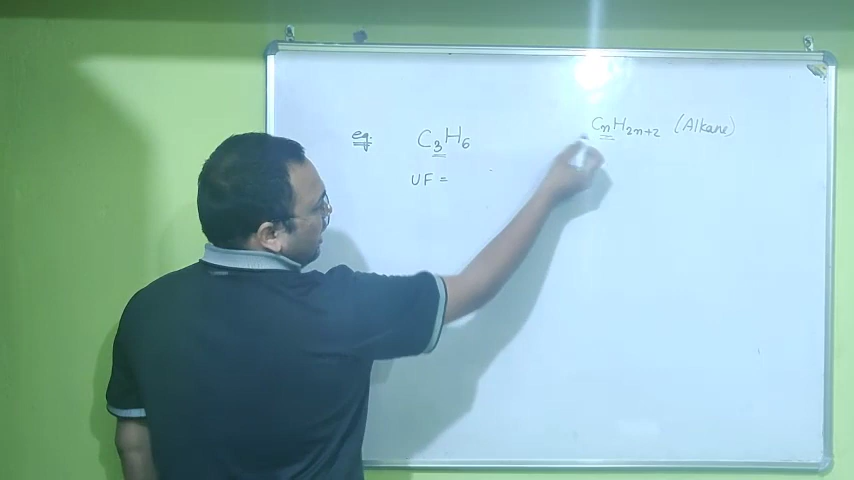 eg. C3H6
CnH2n+2 (Alkane)
UF =